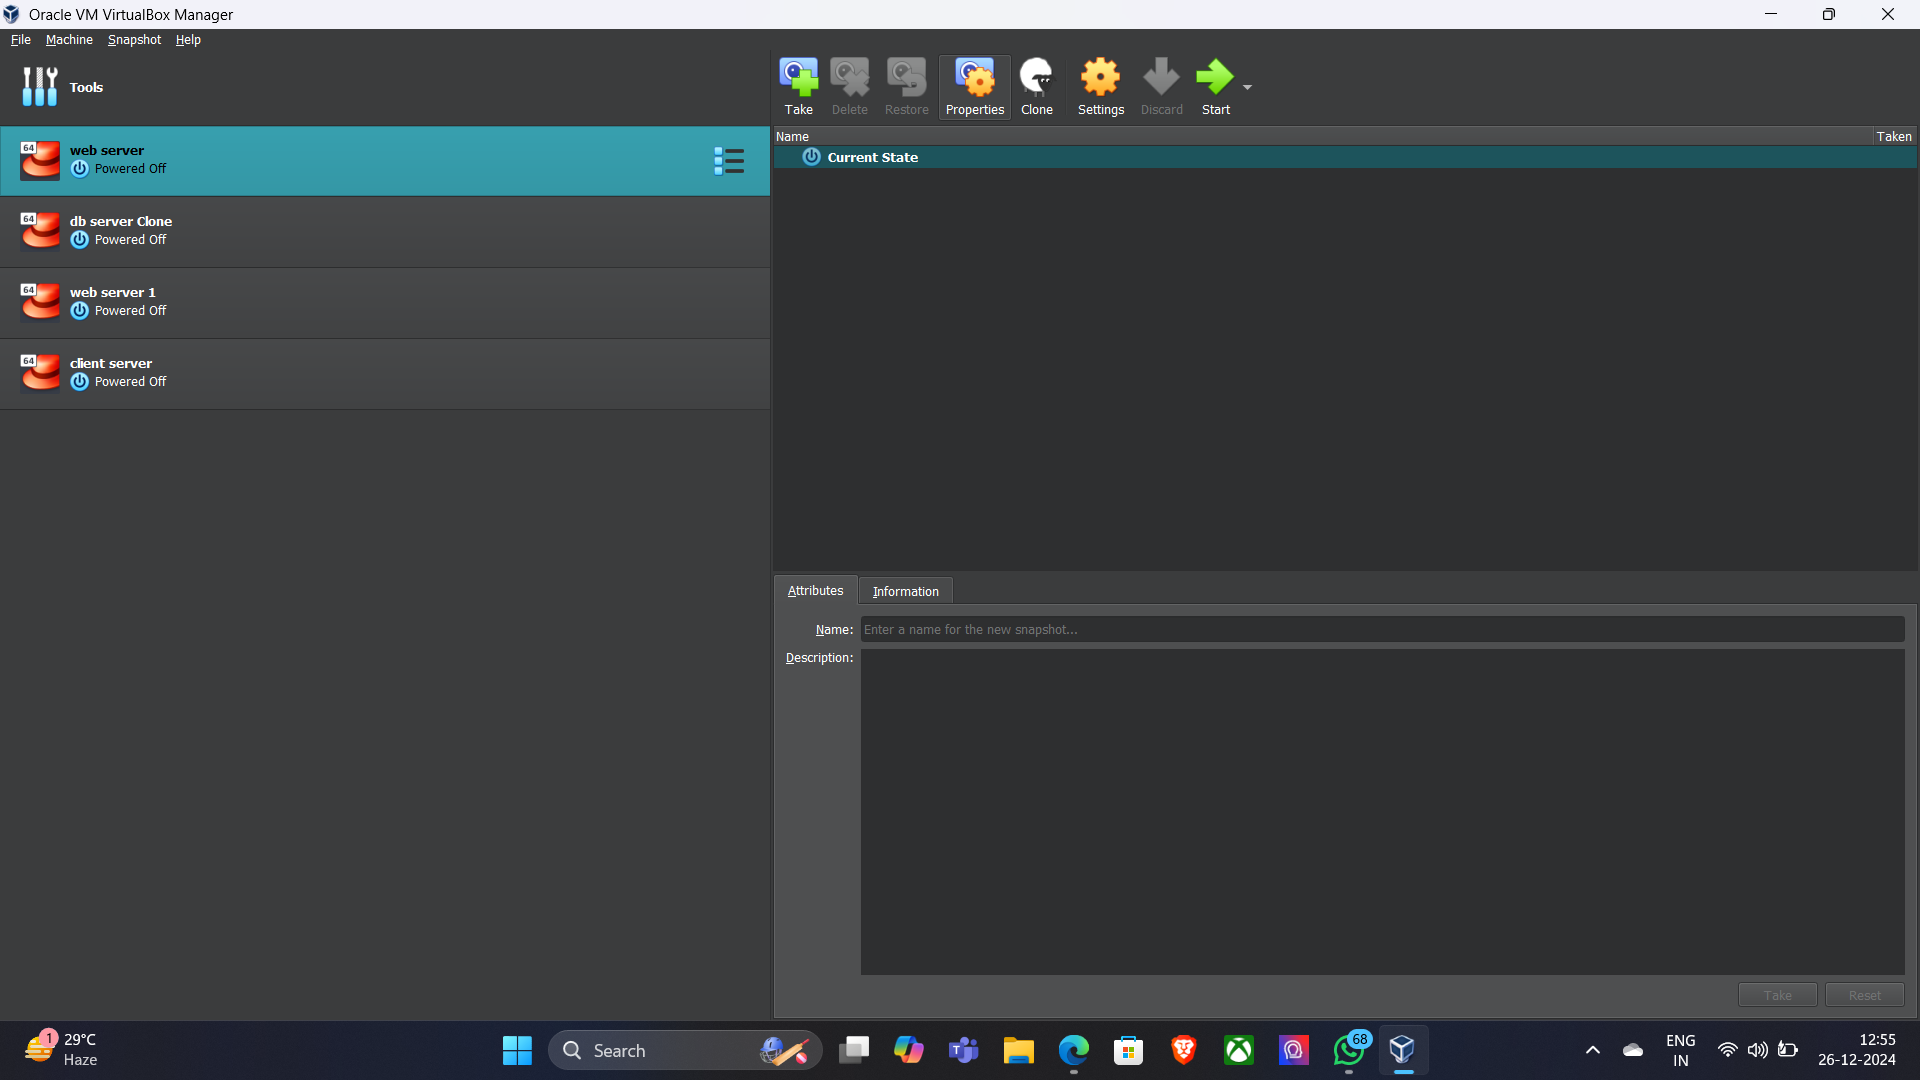 Oracle VM VirtualBox Manager
File Machine Snapshot Help
Tools
Take Delete Restore Properties Clone Settings Discard Start
64 web server
Powered Off
64 db server Clone
Powered Off
64 web server 1
Powered Off
64 client server
Powered Off
Name Taken
Current State
Attributes Information
Name: Enter a name for the new snapshot...
Description:
Take Reset
1 29°C
Haze
Search
68
ENG
IN
12:55
26-12-2024